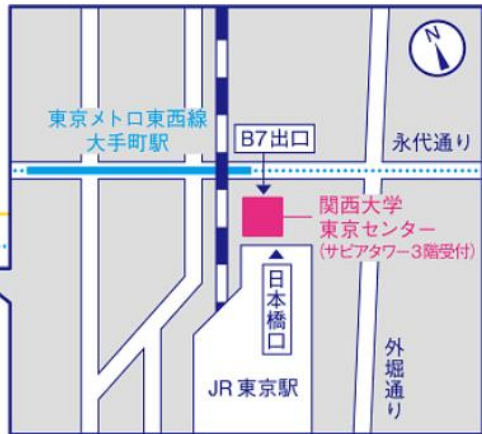 N
東京メトロ東西線
大手町駅
B7出口
永代通り
関西大学
東京センター
(サピアタワー3階受付)
日本橋口
外堀通り
JR 東京駅